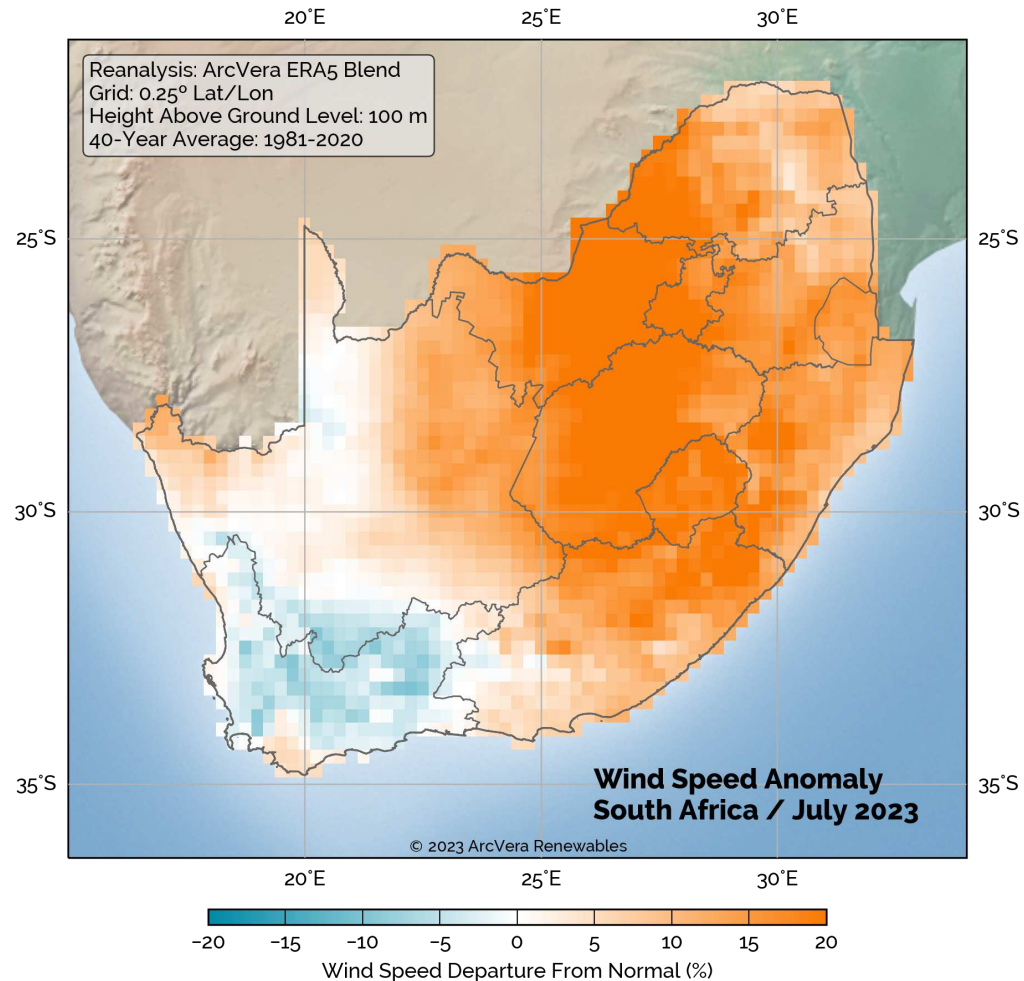 20°E 25°E 30°E
Reanalysis: ArcVera ERA5 Blend
Grid: 0.25º Lat/Lon
Height Above Ground Level: 100 m
40-Year Average: 1981-2020
25°S 25°S
30°S 30°S
35°S 35°S
Wind Speed Anomaly
South Africa / July 2023
© 2023 ArcVera Renewables
20°E 25°E 30°E
−20 −15 −10 −5 0 5 10 15 20
Wind Speed Departure From Normal (%)